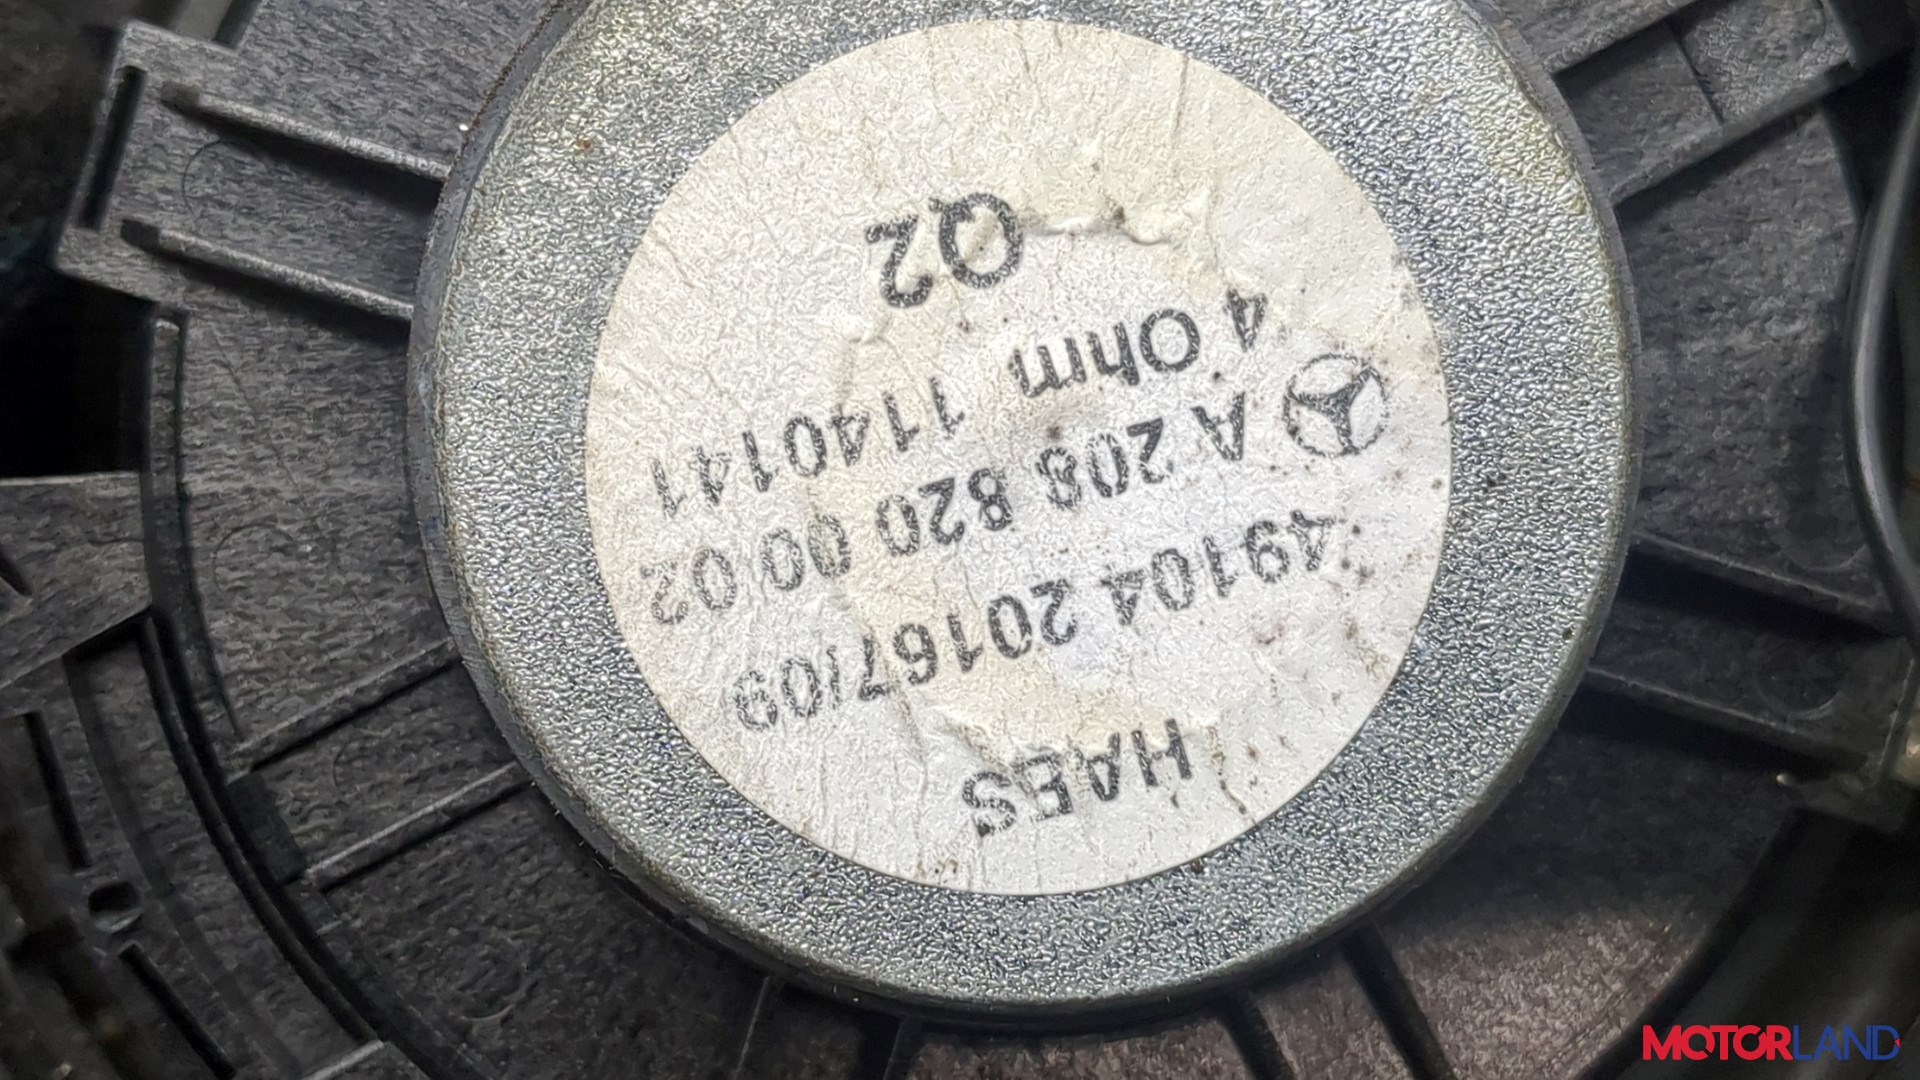 HAES
49104 20167/09
A 208 820 00 02
4 Ohm 1140141
Q2
MOTORLAND